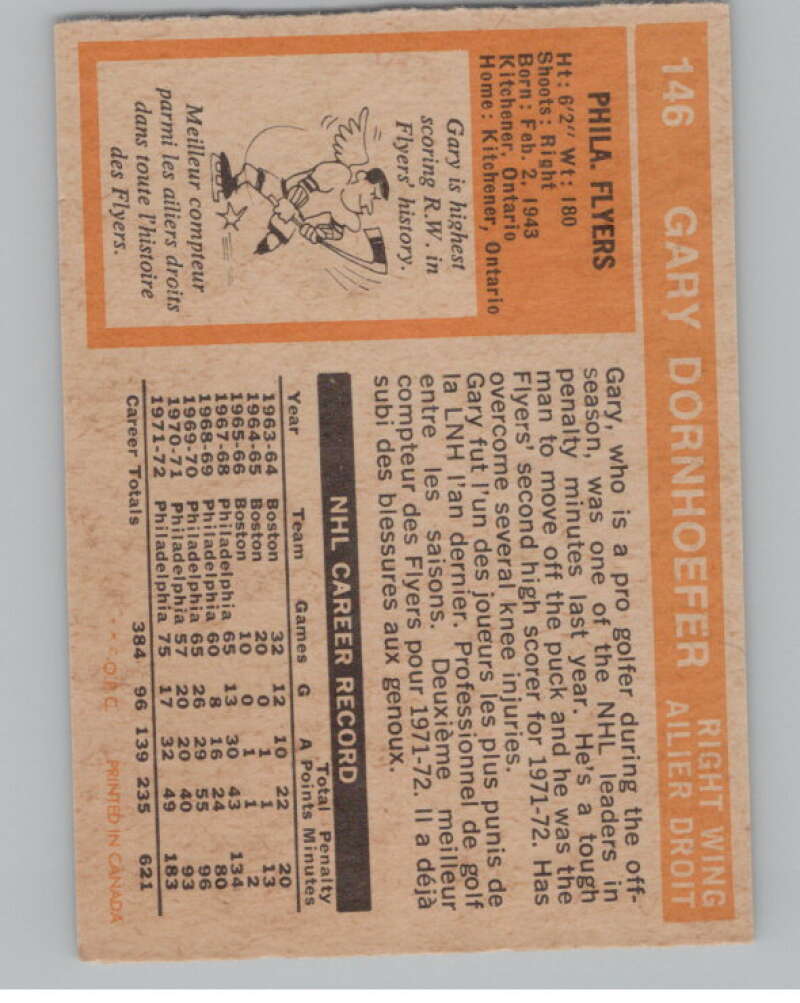 146 GARY DORNHOEFER RIGHT WING
AILIER DROIT
PHILA. FLYERS
Ht: 6'2" Wt: 180
Shoots: Right
Born: Feb. 2, 1943
Kitchener, Ontario
Home: Kitchener, Ontario
Gary is highest
scoring R.W. in
Flyers' history.
Meilleur compteur
parmi les ailiers droits
dans toute l'histoire
des Flyers.
Gary, who is a pro golfer during the off-
season, was one of the NHL leaders in
penalty minutes last year. He's a tough
man to move off the puck and he was the
Flyers' second high scorer for 1971-72. Has
overcome several knee injuries.
Gary fut l'un des joueurs les plus punis de
la LNH l'an dernier. Professionnel de golf
entre les saisons. Deuxième meilleur
compteur des Flyers pour 1971-72. Il a déjà
subi des blessures aux genoux.
NHL CAREER RECORD
Total Penalty
Year Team Games G A Points Minutes
1963-64 Boston 32 12 10 22 20
1964-65 Boston 20 0 1 1 13
1965-66 Boston 10 0 1 1 2
1967-68 Philadelphia 65 13 30 43 134
1968-69 Philadelphia 60 8 16 24 80
1969-70 Philadelphia 65 26 29 55 96
1970-71 Philadelphia 57 20 20 40 93
1971-72 Philadelphia 75 17 32 49 183
Career Totals 384 96 139 235 621
O.P.C. PRINTED IN CANADA